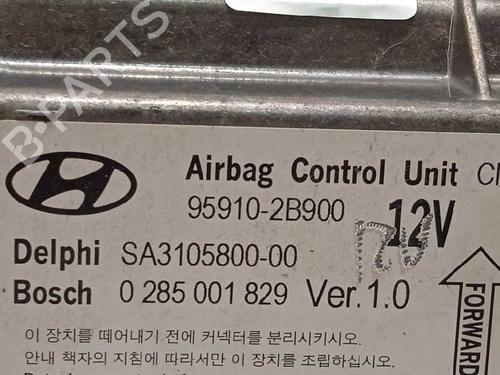 B-PARTS
Airbag Control Unit
95910-2B900 12V
Delphi SA3105800-00
Bosch 0 285 001 829 Ver.1.0
FORWARD
이 장치를 떼어내기 전에 커넥터를 분리시키시오.
안내 책자의 지침에 따라서만 이 장치를 조립하십시오.